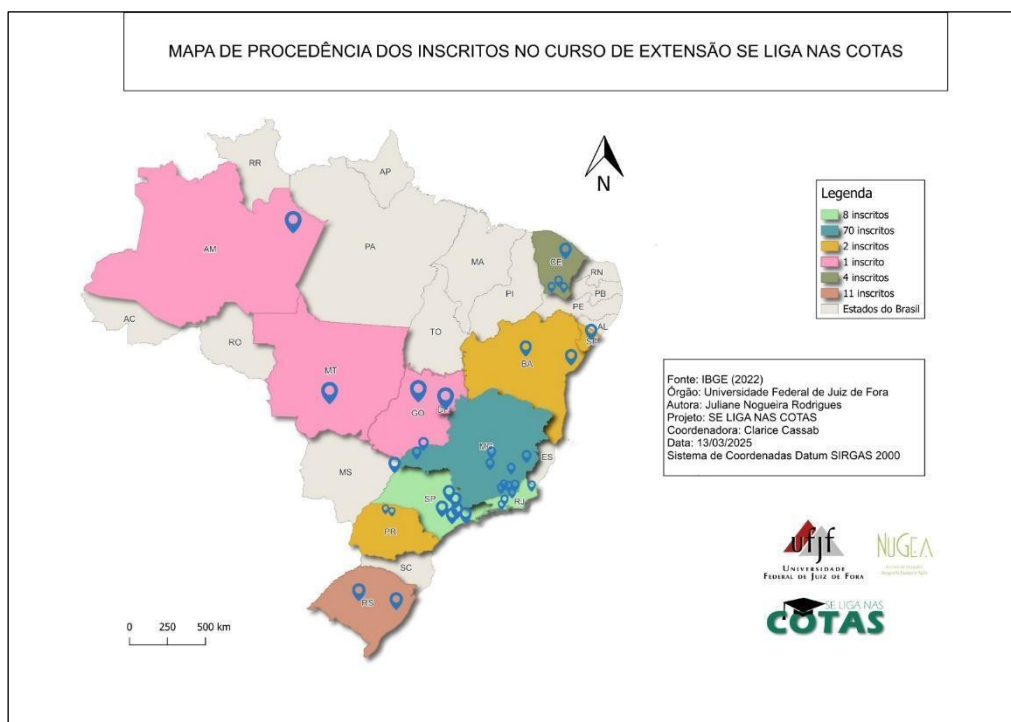 MAPA DE PROCEDÊNCIA DOS INSCRITOS NO CURSO DE EXTENSÃO SE LIGA NAS COTAS
RR
AP
N
AM
PA
MA
CE
RN
PB
PI
PE
AL
AC
RO
TO
SE
MT
BA
GO
DF
MG
ES
MS
SP
RJ
PR
SC
RS
Legenda
8 inscritos
70 inscritos
2 inscritos
1 inscrito
4 inscritos
11 inscritos
Estados do Brasil
Fonte: IBGE (2022)
Órgão: Universidade Federal de Juiz de Fora
Autora: Juliane Nogueira Rodrigues
Projeto: SE LIGA NAS COTAS
Coordenadora: Clarice Cassab
Data: 13/03/2025
Sistema de Coordenadas Datum SIRGAS 2000
ufjf
UNIVERSIDADE
FEDERAL DE JUIZ DE FORA
NUGEA
SE LIGA NAS
COTAS
0 250 500 km